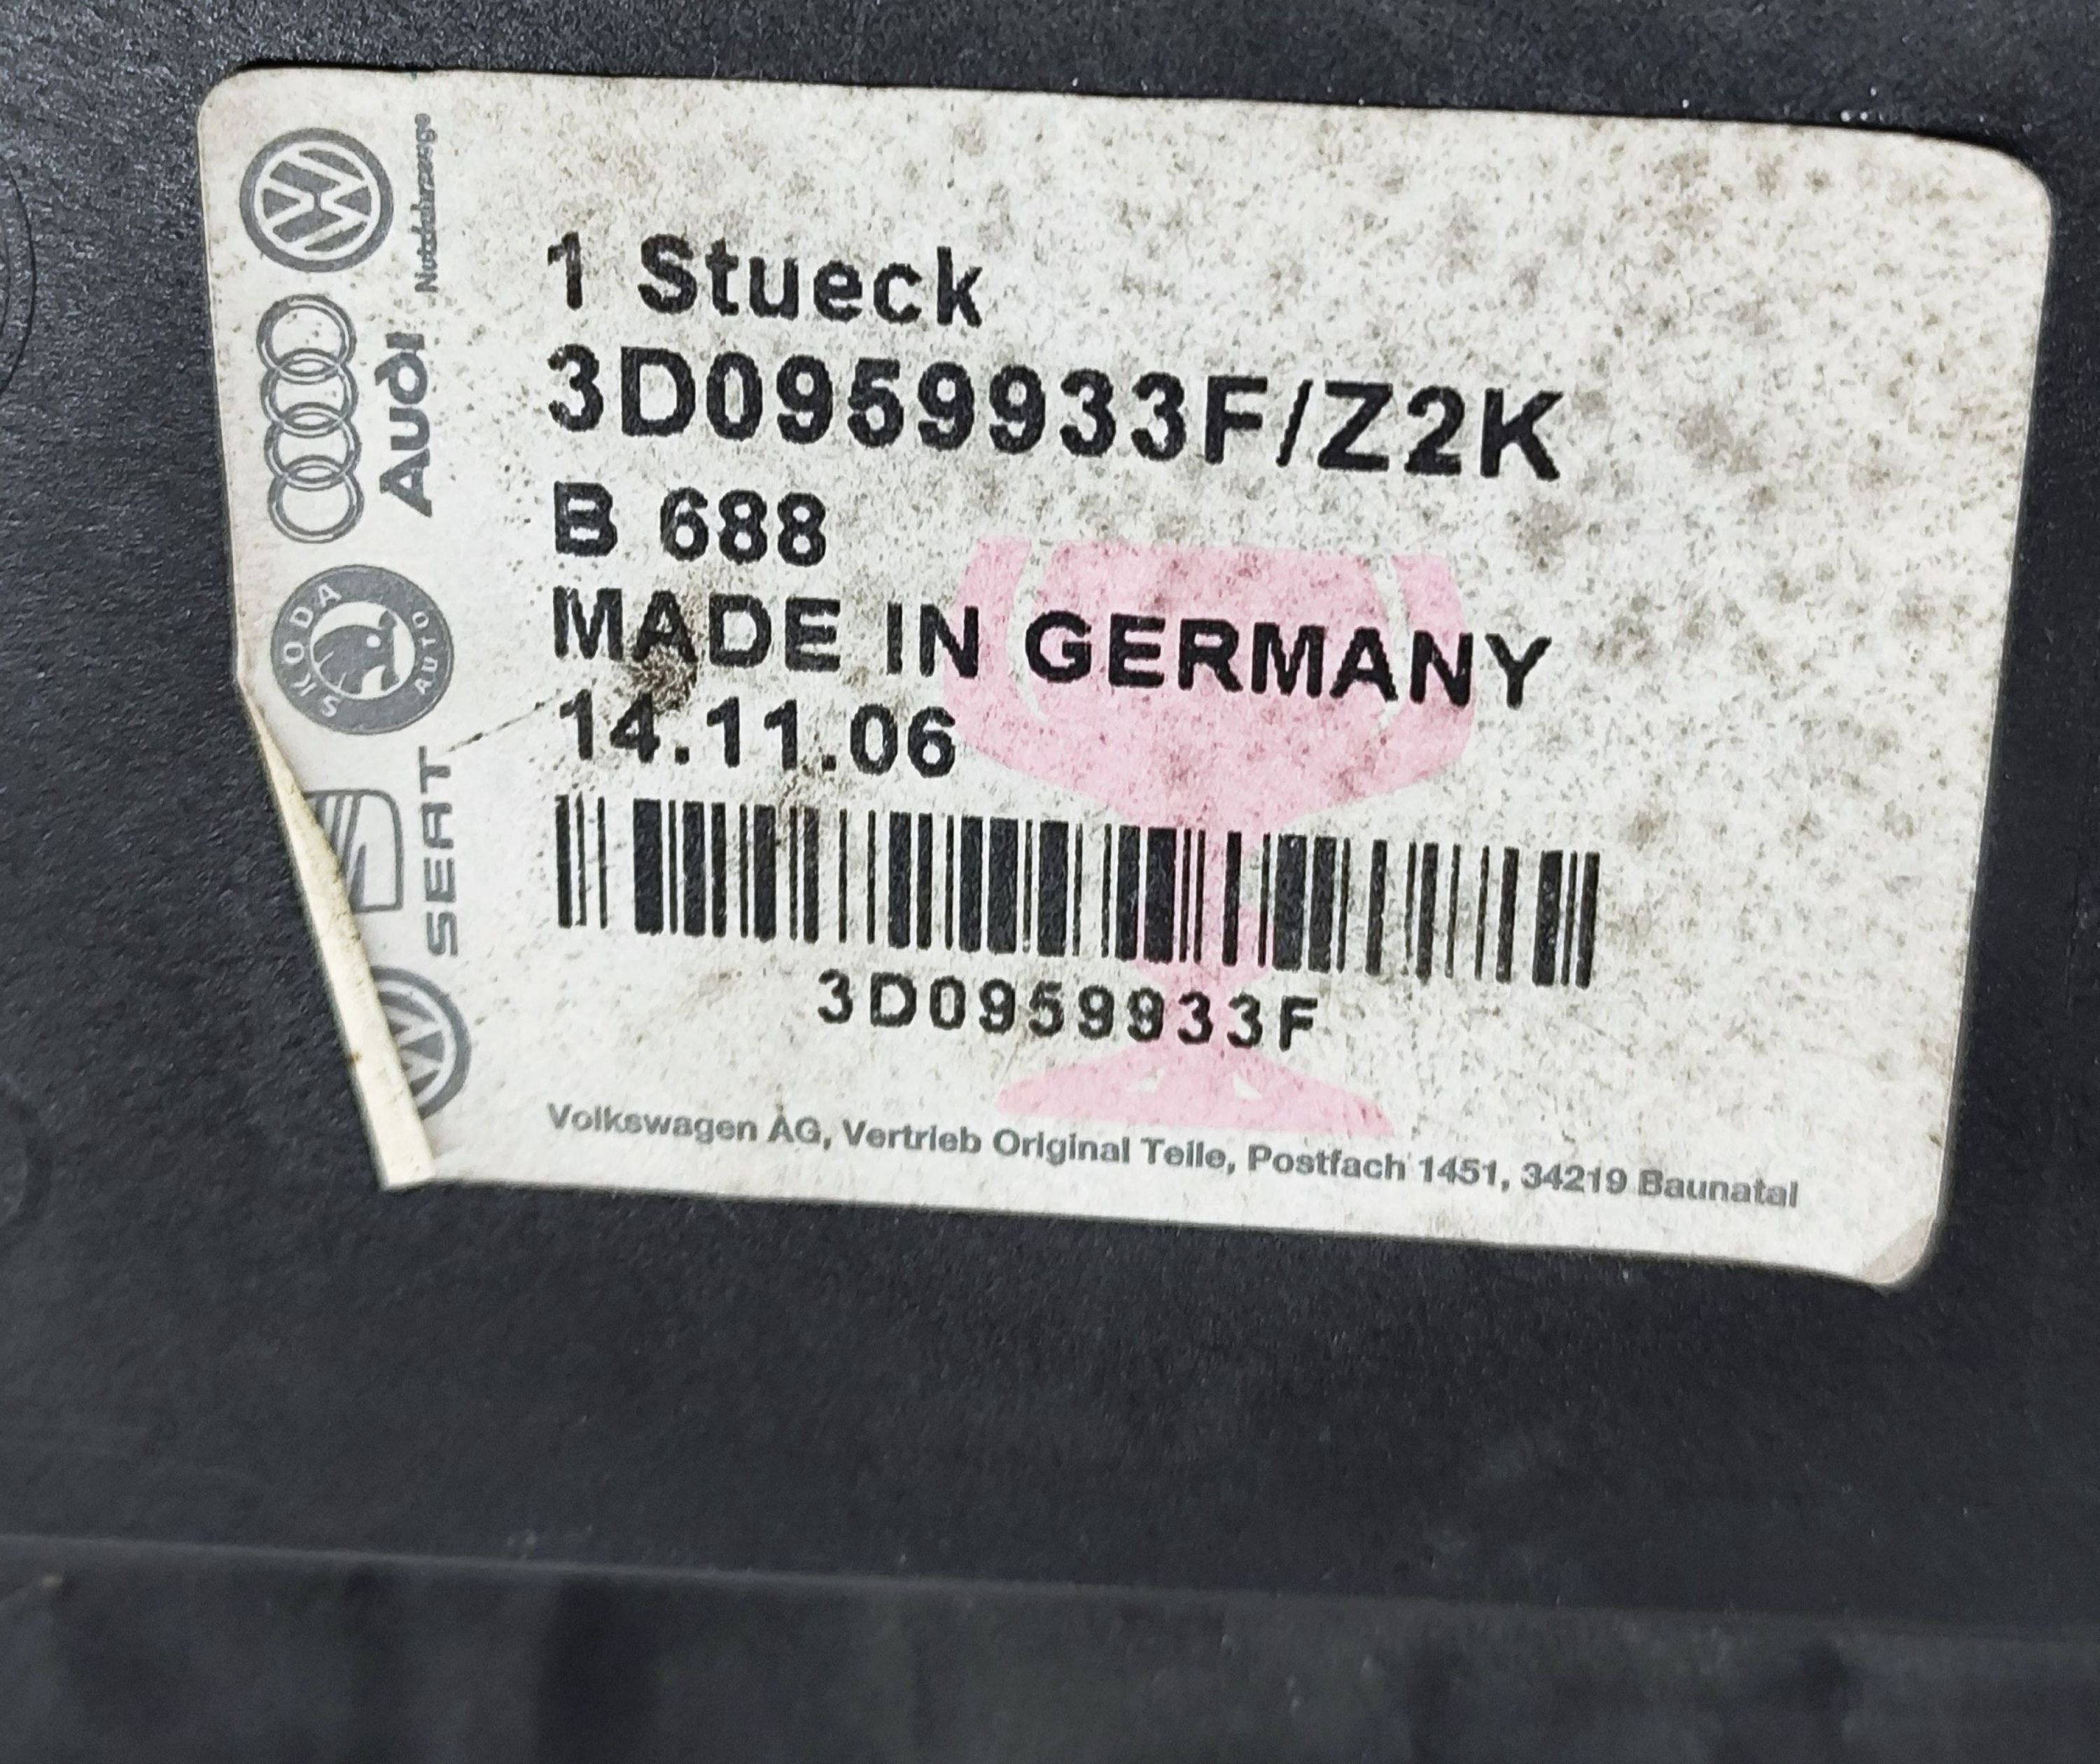 1 Stueck
3D0959933F/Z2K
B 688
MADE IN GERMANY
14.11.06
3D0959933F
Volkswagen AG, Vertrieb Original Teile, Postfach 1451, 34219 Baunatal
Nutzfahrzeuge
Audi
SKODA
AUTO
SEAT